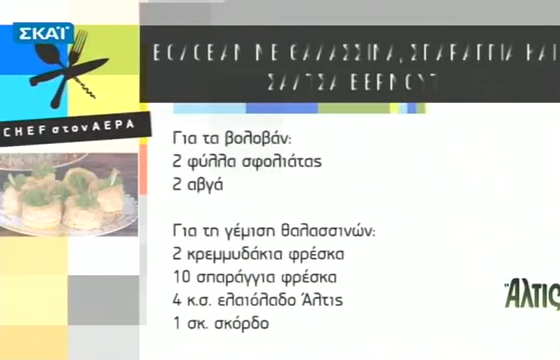 ΣΚΑΪ
ΒΟΛΟΒΑΝ ΜΕ ΘΑΛΑΣΣΙΝΑ, ΣΠΑΡΑΓΓΙΑ ΚΑΙ
ΣΑΛΤΣΑ ΒΕΡΜΟΥΤ
CHEF στον ΑΕΡΑ
Για τα βολοβάν:
2 φύλλα σφολιάτας
2 αβγά
Για τη γέμιση θαλασσινών:
2 κρεμμυδάκια φρέσκα
10 σπαράγγια φρέσκα
4 κ.σ. ελαιόλαδο Άλτις
1 σκ. σκόρδο
Άλτις